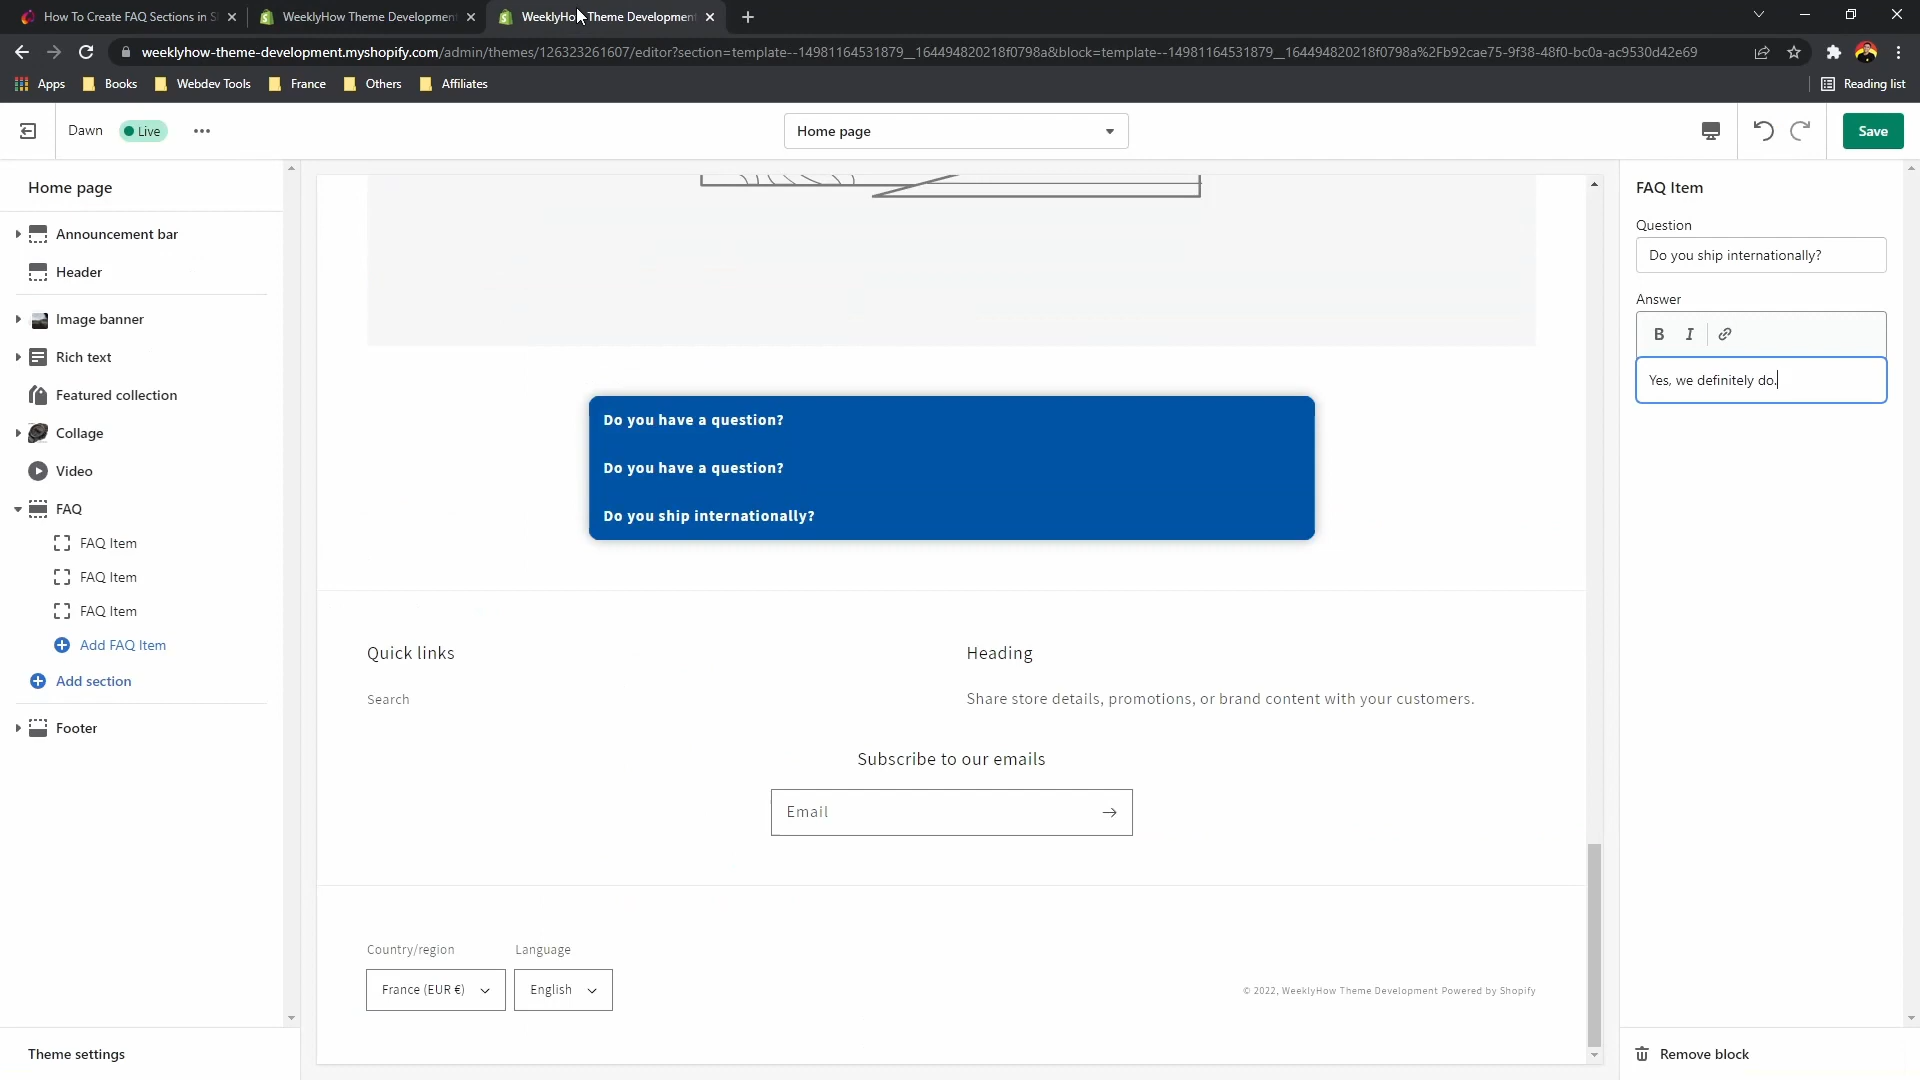 How To Create FAQ Sections in S
WeeklyHow Theme Development
WeeklyHow Theme Developmen
weeklyhow-theme-development.myshopify.com/admin/themes/126323261607/editor?section=template--14981164531879__164494820218f0798a&block=template--14981164531879__164494820218f0798a%2Fb92cae75-9f38-48f0-bc0a-ac9530d42e69
Apps
Books
Webdev Tools
France
Others
Affiliates
Reading list
Dawn
Live
Home page
Save
Home page
Announcement bar
Header
Image banner
Rich text
Featured collection
Collage
Video
FAQ
FAQ Item
FAQ Item
FAQ Item
Add FAQ Item
Add section
Footer
Theme settings
Do you have a question?
Do you have a question?
Do you ship internationally?
Quick links
Search
Heading
Share store details, promotions, or brand content with your customers.
Subscribe to our emails
Email
Country/region
France (EUR €)
Language
English
© 2022, WeeklyHow Theme Development Powered by Shopify
FAQ Item
Question
Do you ship internationally?
Answer
B I
Yes, we definitely do.
Remove block